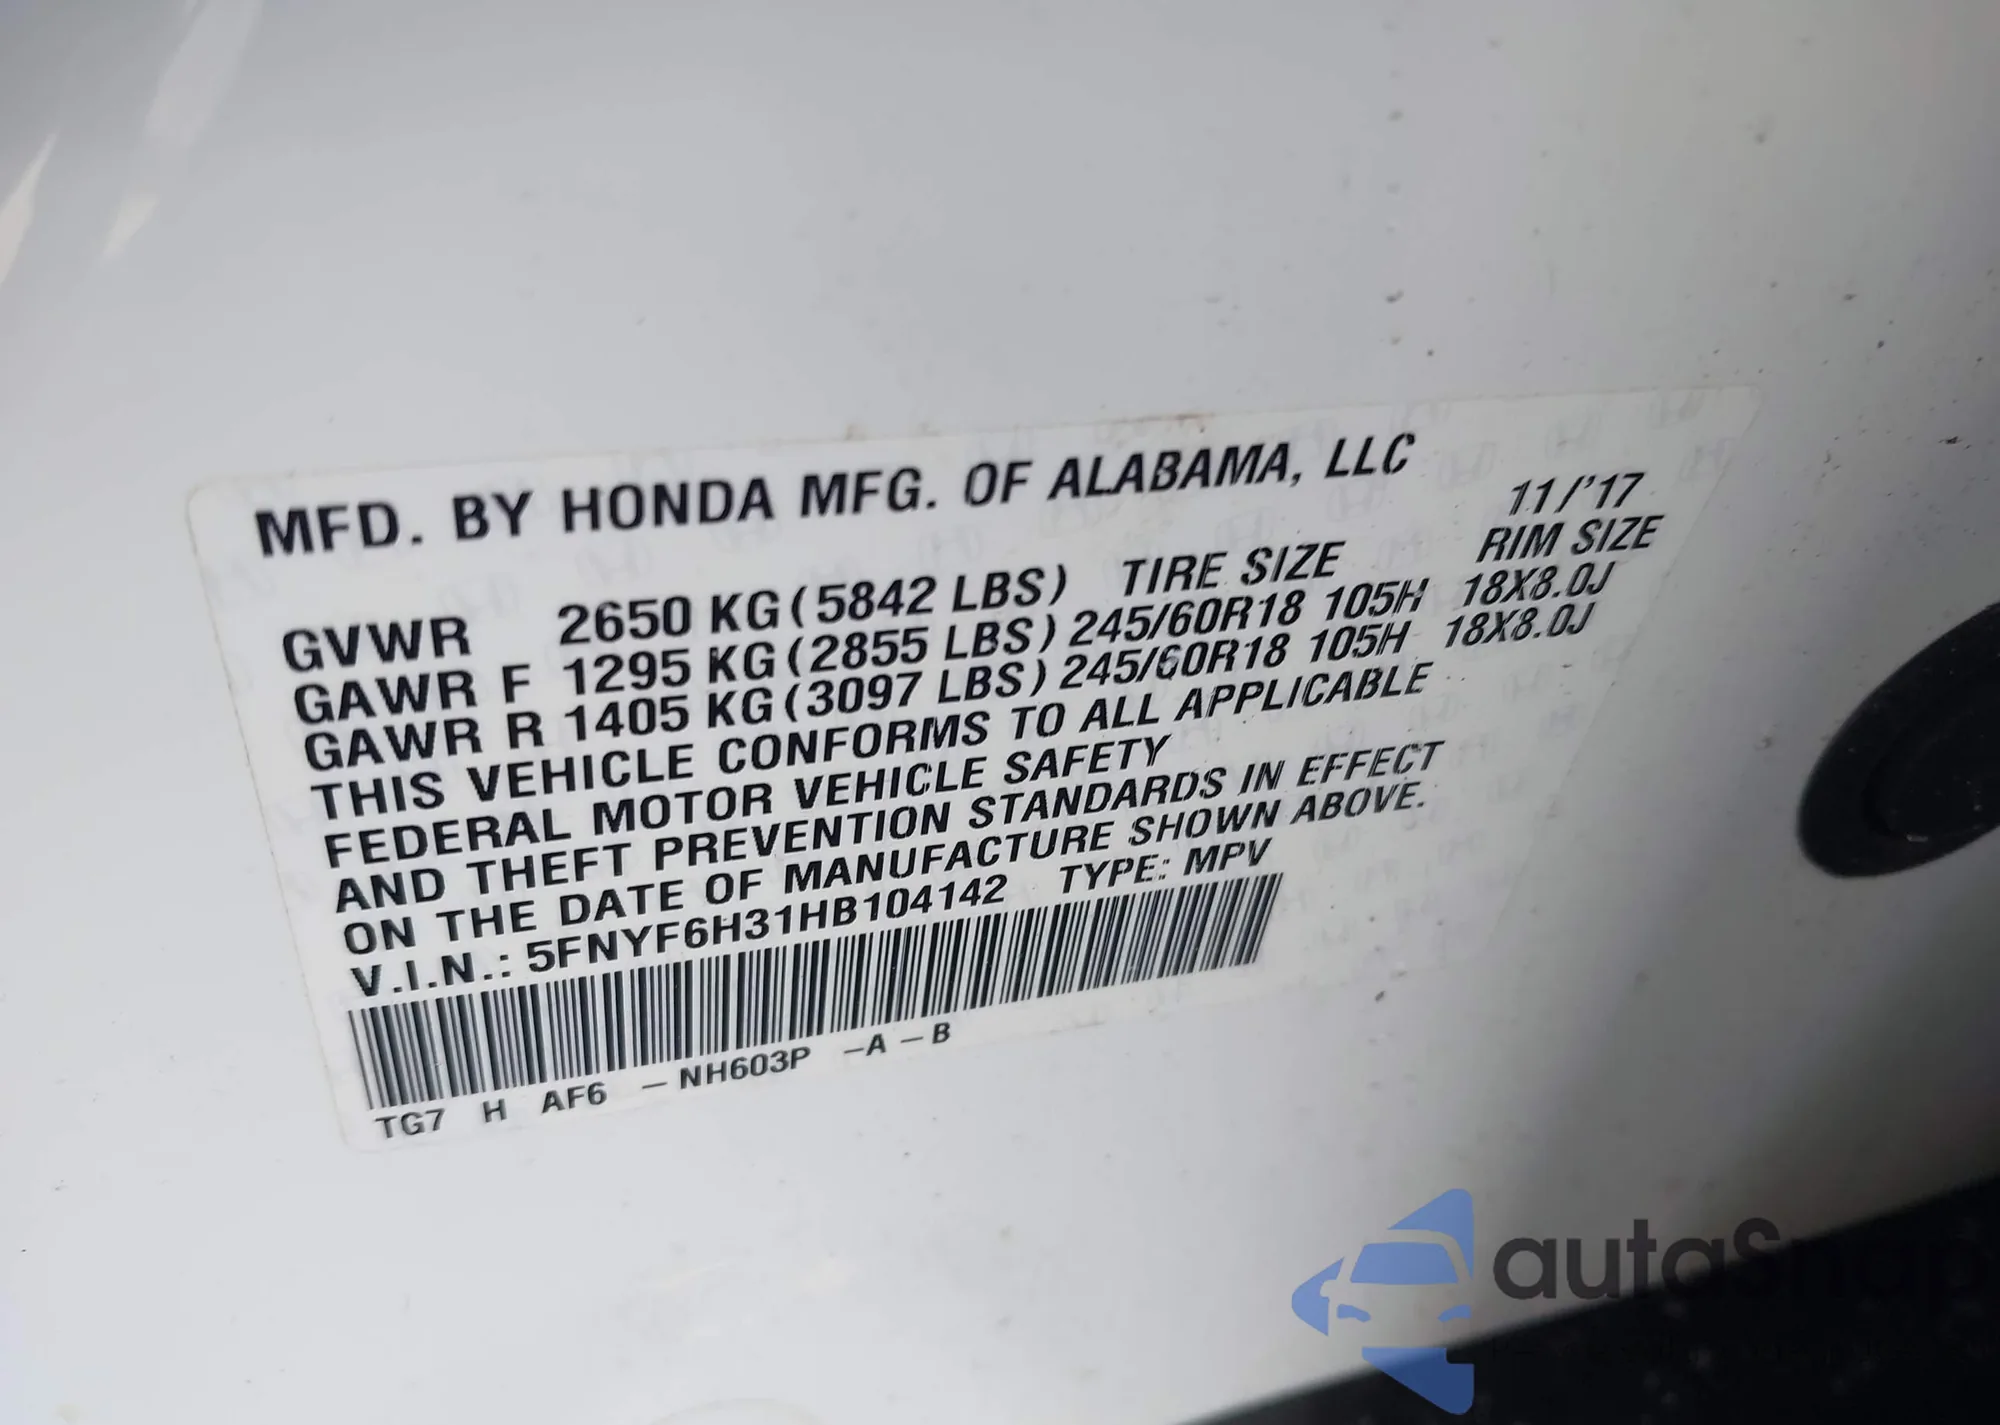 MFD. BY HONDA MFG. OF ALABAMA, LLC
11/'17
GVWR 2650 KG (5842 LBS) TIRE SIZE RIM SIZE
GAWR F 1295 KG (2855 LBS) 245/60R18 105H 18X8.0J
GAWR R 1405 KG (3097 LBS) 245/60R18 105H 18X8.0J
THIS VEHICLE CONFORMS TO ALL APPLICABLE
FEDERAL MOTOR VEHICLE SAFETY
AND THEFT PREVENTION STANDARDS IN EFFECT
ON THE DATE OF MANUFACTURE SHOWN ABOVE.
V.I.N.: 5FNYF6H31HB104142 TYPE: MPV
TG7 H AF6 – NH603P –A – B
autaSnap